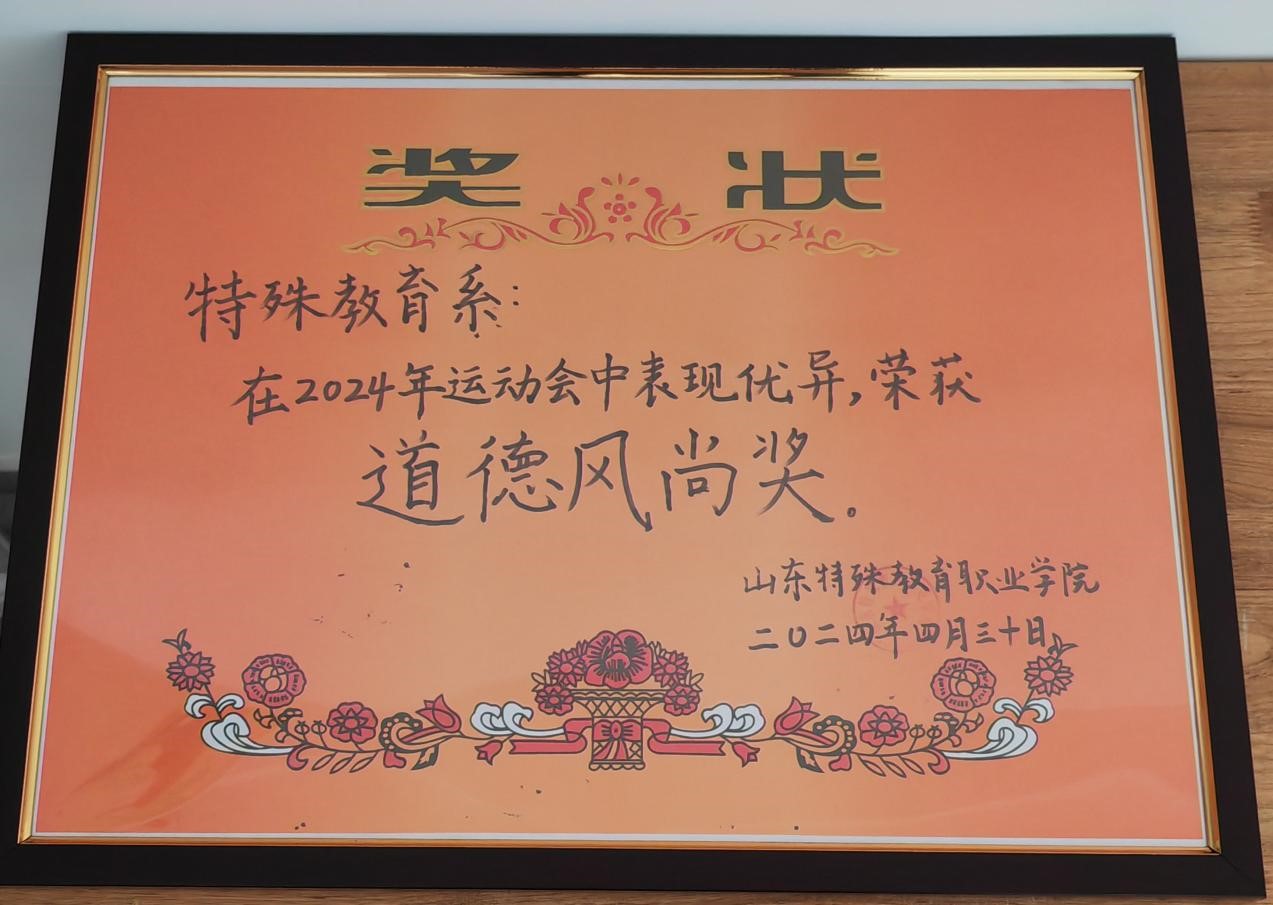 奖 状
特殊教育系:
在2024年运动会中表现优异,荣获
道德风尚奖。
山东特殊教育职业学院
二〇二四年四月三十日